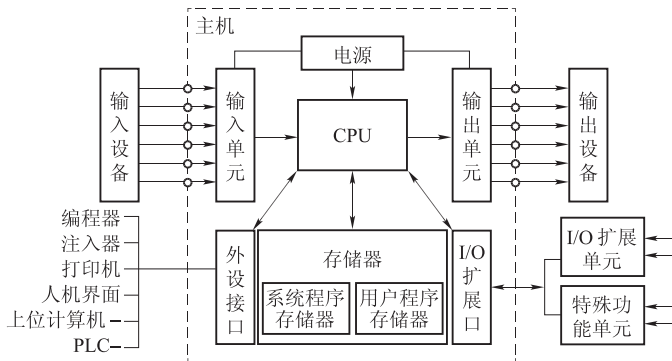 主机
电源
输入设备
输入单元
CPU
输出单元
输出设备
编程器
注入器
打印机
人机界面
上位计算机
PLC
外设接口
存储器
系统程序
存储器
用户程序
存储器
I/O
扩展口
I/O 扩展
单元
特殊功
能单元